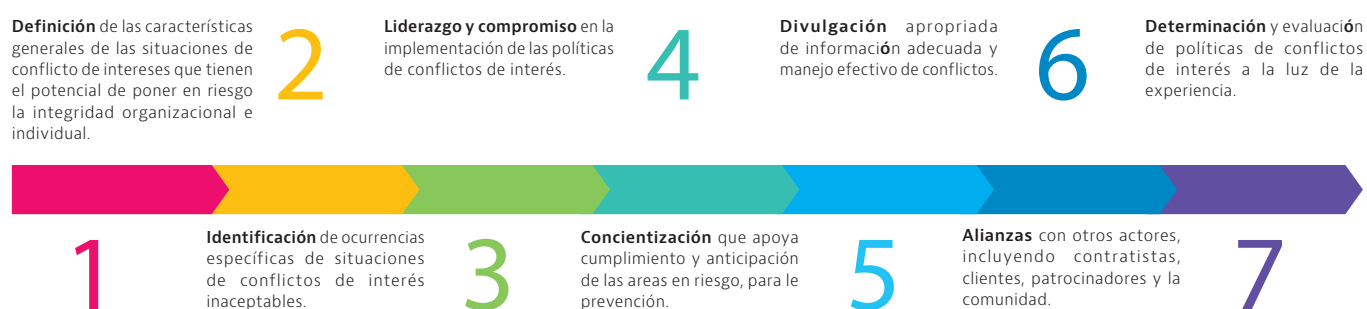 Definición de las características
generales de las situaciones de
conflicto de intereses que tienen
el potencial de poner en riesgo
la integridad organizacional e
individual.
2
Liderazgo y compromiso en la
implementación de las políticas
de conflictos de interés.
4
Divulgación apropiada
de información adecuada y
manejo efectivo de conflictos.
6
Determinación y evaluación
de políticas de conflictos
de interés a la luz de la
experiencia.
1
Identificación de ocurrencias
específicas de situaciones
de conflictos de interés
inaceptables.
3
Concientización que apoya
cumplimiento y anticipación
de las areas en riesgo, para le
prevención.
5
Alianzas con otros actores,
incluyendo contratistas,
clientes, patrocinadores y la
comunidad.
7